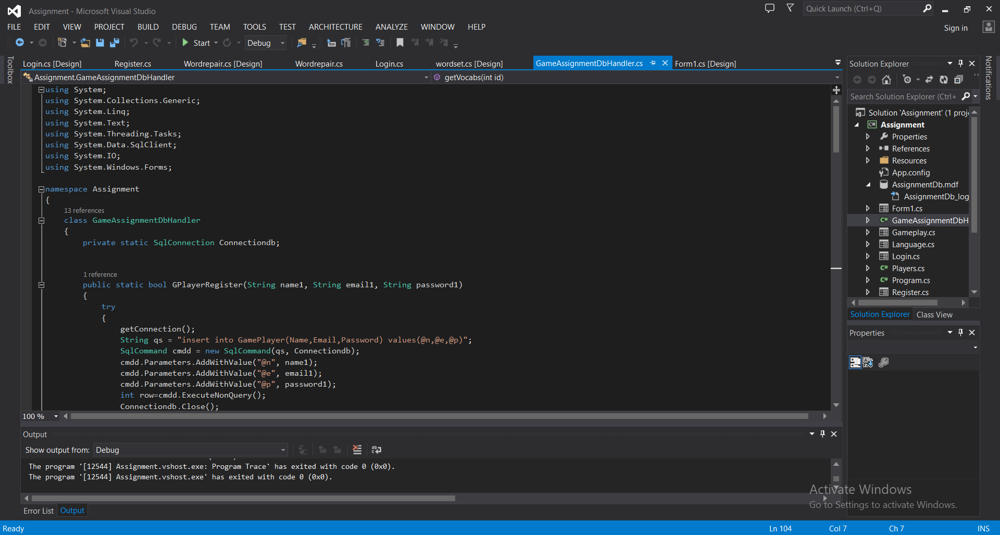 Assignment - Microsoft Visual Studio
Quick Launch (Ctrl+Q)
FILE EDIT VIEW PROJECT BUILD DEBUG TEAM TOOLS TEST ARCHITECTURE ANALYZE WINDOW HELP
Sign in
Start Debug
Toolbox
Login.cs [Design] Register.cs Wordrepair.cs [Design] Wordrepair.cs Login.cs wordset.cs [Design] GameAssignmentDbHandler.cs Form1.cs [Design]
Assignment.GameAssignmentDbHandler getVocabs(int id)
using System;
using System.Collections.Generic;
using System.Linq;
using System.Text;
using System.Threading.Tasks;
using System.Data.SqlClient;
using System.IO;
using System.Windows.Forms;
namespace Assignment
{
13 references
class GameAssignmentDbHandler
{
private static SqlConnection Connectiondb;
1 reference
public static bool GPlayerRegister(String name1, String email1, String password1)
{
try
{
getConnection();
String qs = "insert into GamePlayer(Name,Email,Password) values(@n,@e,@p)";
SqlCommand cmdd = new SqlCommand(qs, Connectiondb);
cmdd.Parameters.AddWithValue("@n", name1);
cmdd.Parameters.AddWithValue("@e", email1);
cmdd.Parameters.AddWithValue("@p", password1);
int row=cmdd.ExecuteNonQuery();
Connectiondb.Close();
100 %
Output
Show output from: Debug
The program '[12544] Assignment.vshost.exe: Program Trace' has exited with code 0 (0x0).
The program '[12544] Assignment.vshost.exe' has exited with code 0 (0x0).
Error List Output
Solution Explorer
Search Solution Explorer (Ctrl+
Solution 'Assignment' (1 proj
Assignment
Properties
References
Resources
App.config
AssignmentDb.mdf
AssignmentDb_log
Form1.cs
GameAssignmentDbH
Gameplay.cs
Language.cs
Login.cs
Players.cs
Program.cs
Register.cs
Solution Explorer Class View
Properties
Notifications
Activate Windows
Go to Settings to activate Windows.
Ready Ln 104 Col 7 Ch 7 INS